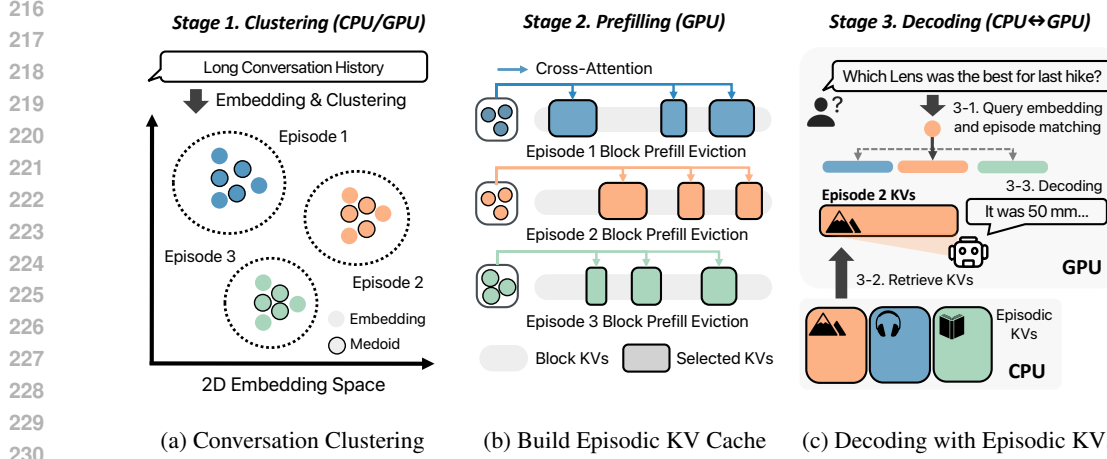 216
217
218
219
220
221
222
223
224
225
226
227
228
229
230
Stage 1. Clustering (CPU/GPU)
Long Conversation History
Embedding & Clustering
Episode 1
Episode 3
Episode 2
Embedding
Medoid
2D Embedding Space
(a) Conversation Clustering
Stage 2. Prefilling (GPU)
Cross-Attention
Episode 1 Block Prefill Eviction
Episode 2 Block Prefill Eviction
Episode 3 Block Prefill Eviction
Block KVs
Selected KVs
(b) Build Episodic KV Cache
Stage 3. Decoding (CPU↔GPU)
Which Lens was the best for last hike?
?
3-1. Query embedding
and episode matching
3-3. Decoding
Episode 2 KVs
It was 50 mm...
GPU
3-2. Retrieve KVs
Episodic
KVs
CPU
(c) Decoding with Episodic KV